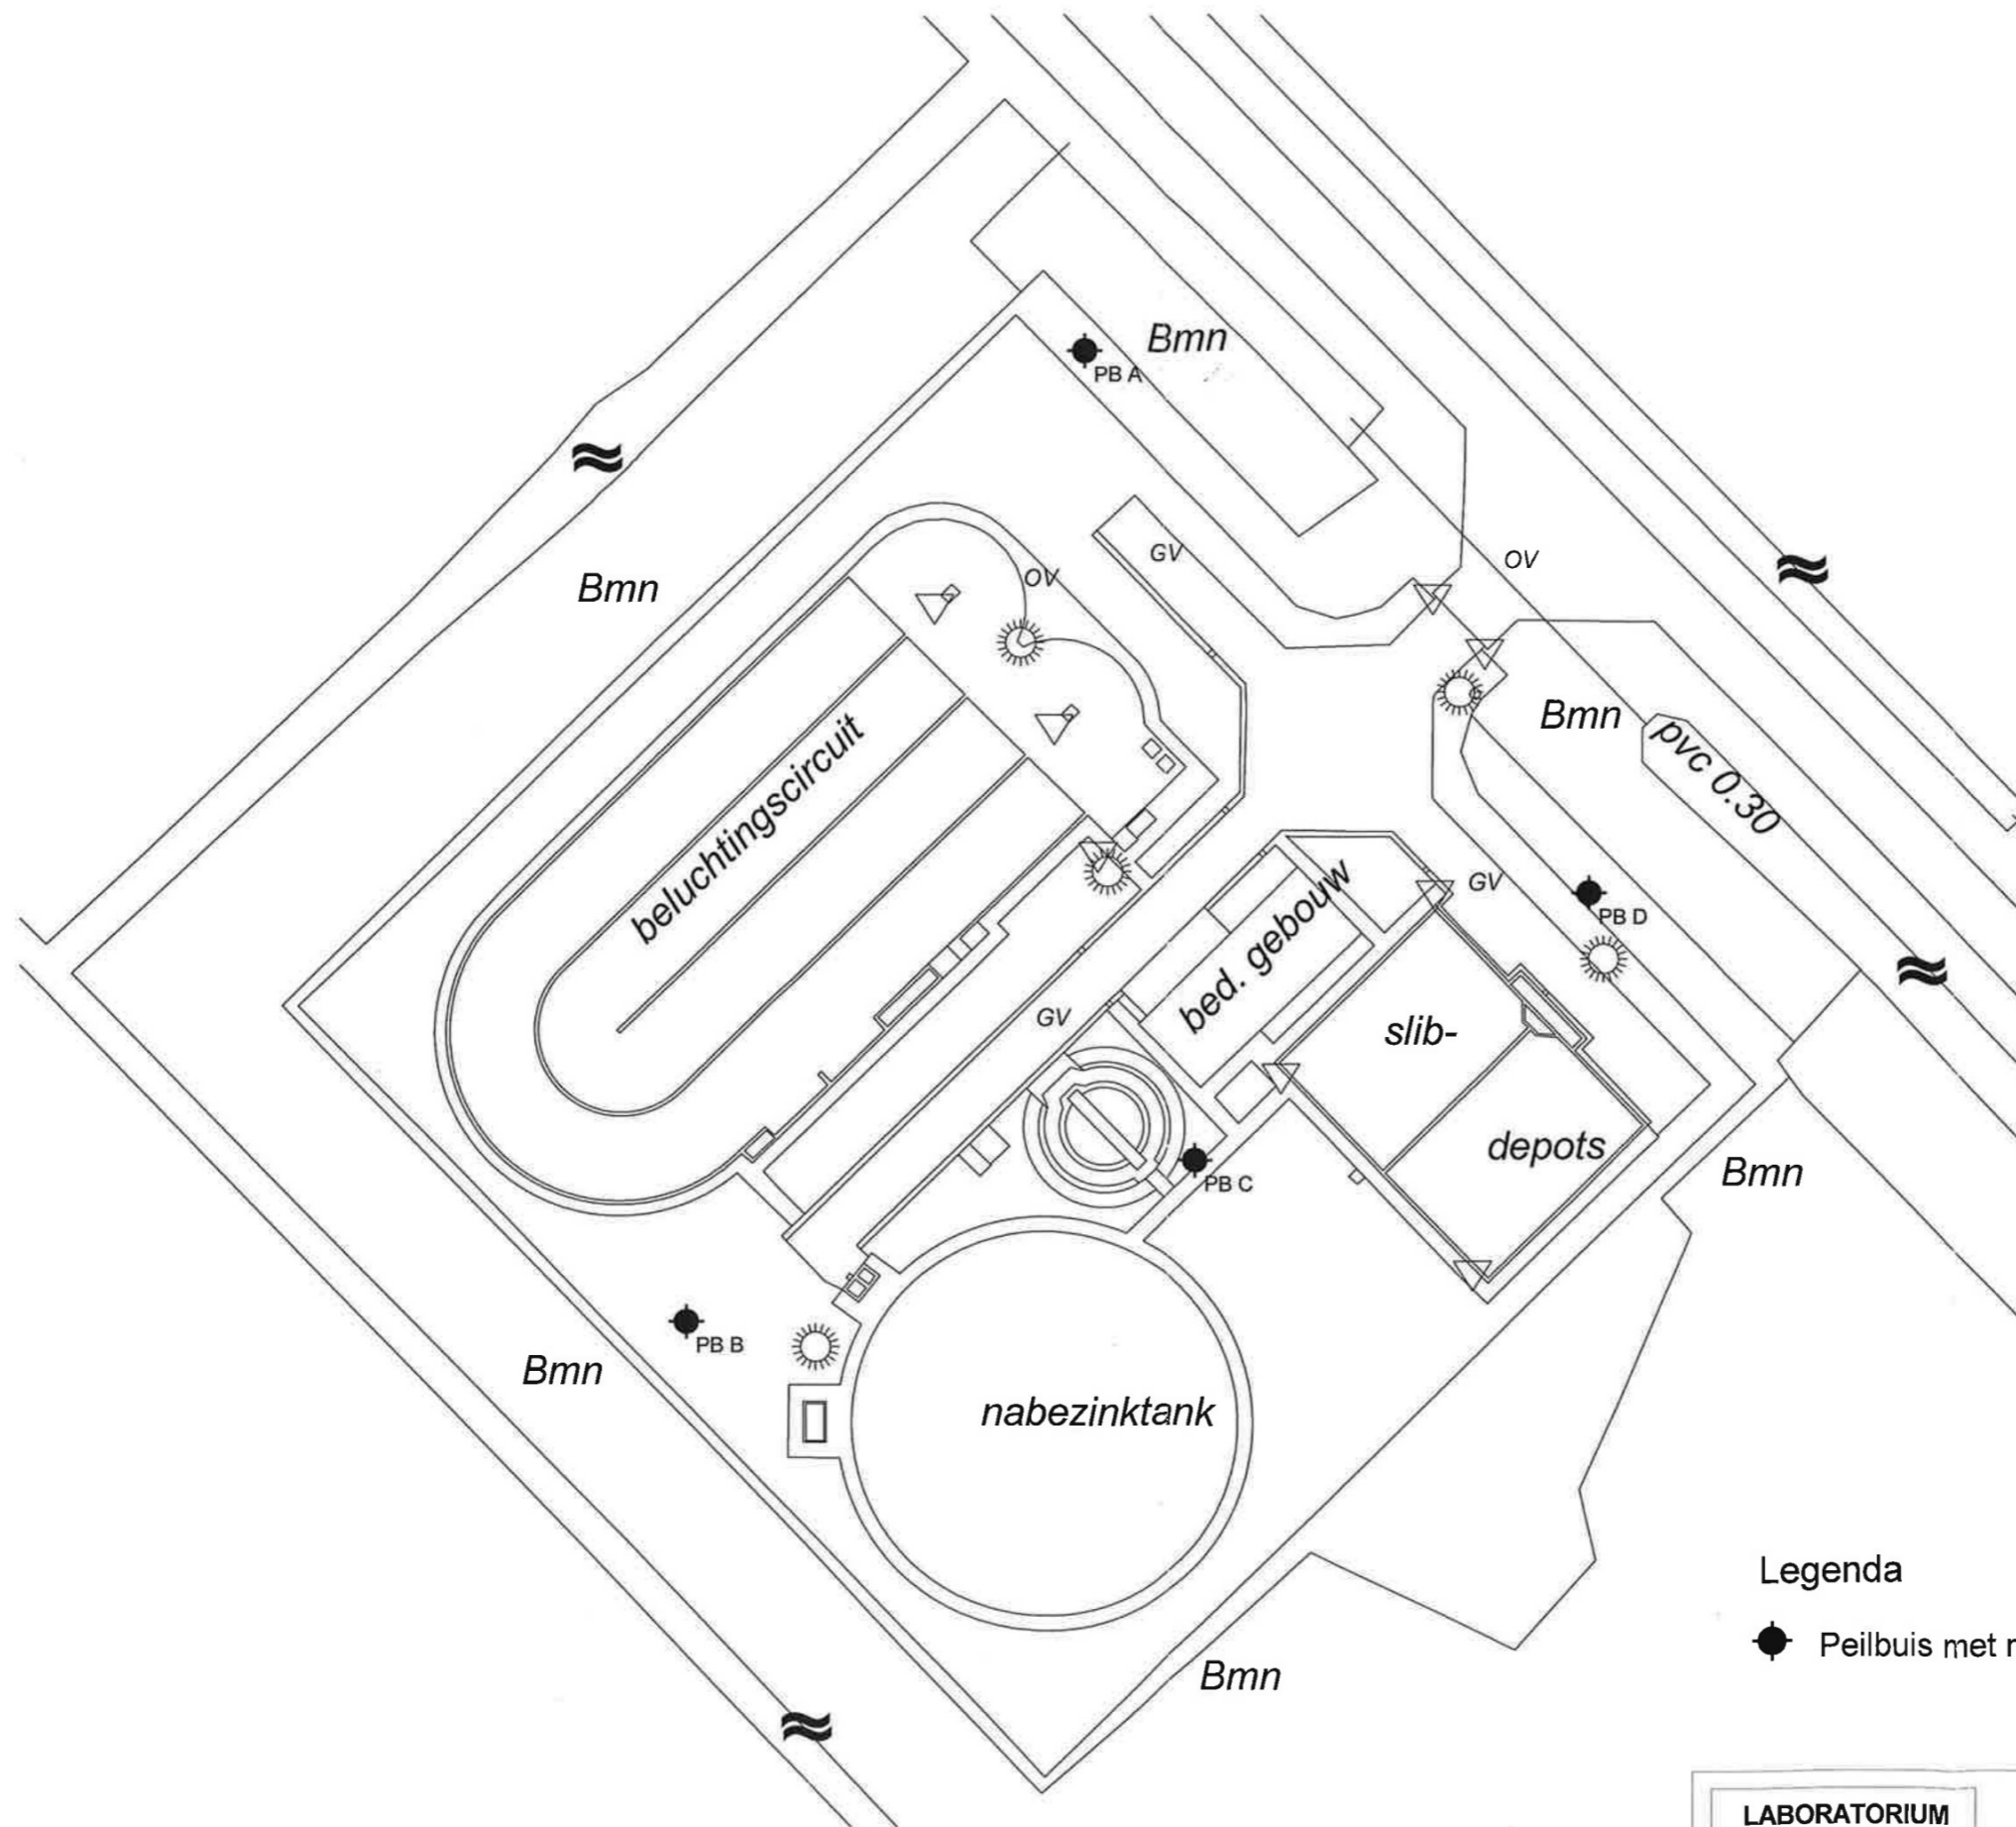 Bmn
PB A
GV
OV
OV
Bmn
Bmn
pvc 0.30
beluchtingscircuit
bed. gebouw
GV
PB D
GV
slib-
depots
Bmn
PB C
PB B
Bmn
nabezinktank
Legenda
Peilbuis met
Bmn
LABORATORIUM